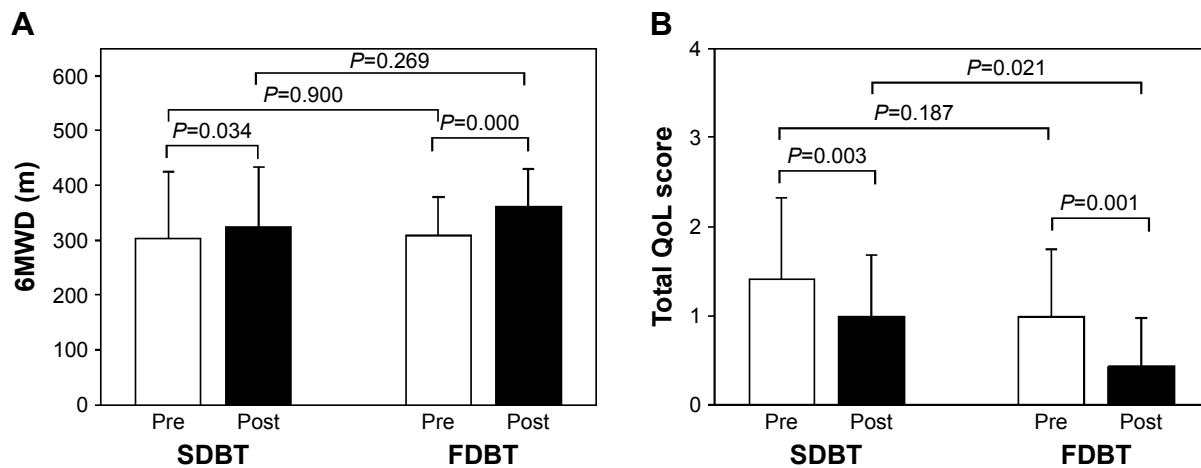 A
6MWD (m)
600
500
400
300
200
100
0
P=0.269
P=0.900
P=0.034
P=0.000
Pre
Post
Pre
Post
SDBT
FDBT
B
Total QoL score
4
3
2
1
0
P=0.021
P=0.187
P=0.003
P=0.001
Pre
Post
Pre
Post
SDBT
FDBT